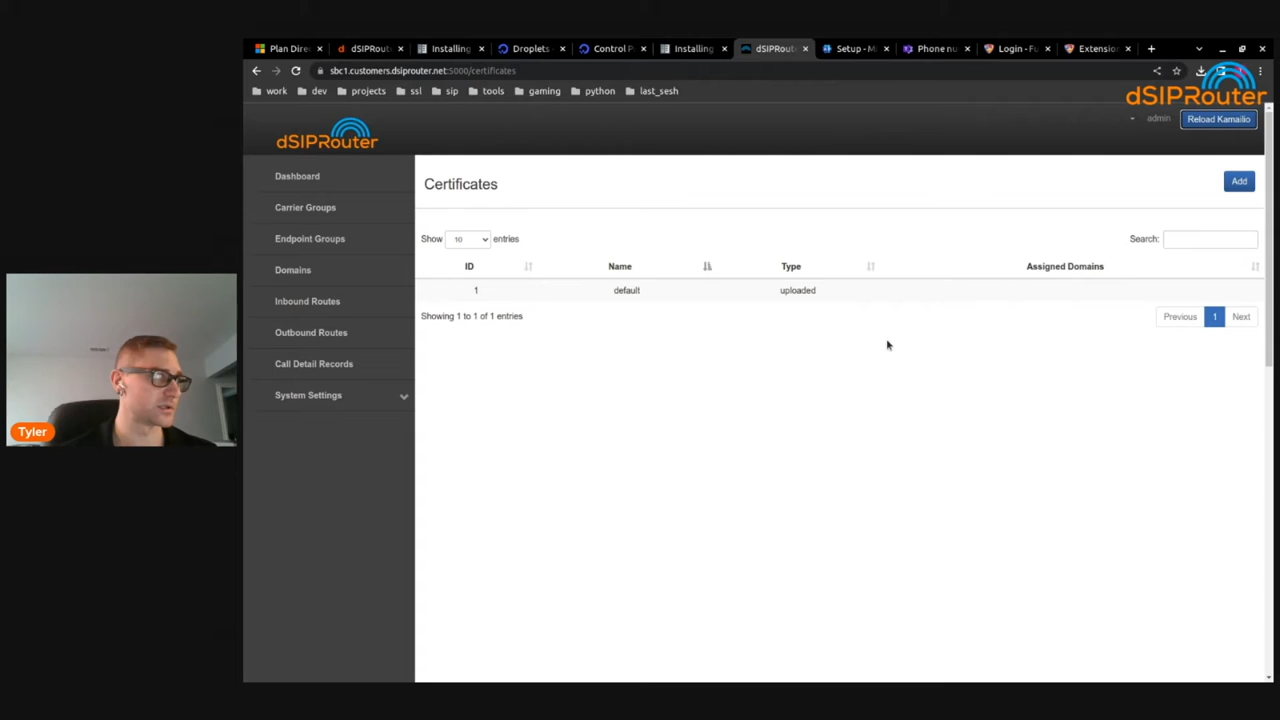 Plan Dire
dSIPRou
Installing
Droplets -
Control P
Installing
dSIPRou
Setup - M
Phone nu
Login - Fu
Extension
sbc1.customers.dsiprouter.net:5000/certificates
work
dev
projects
ssl
sip
tools
gaming
python
last_sesh
dSIPRouter
dSIPRouter
admin
Reload Kamailio
Dashboard
Carrier Groups
Endpoint Groups
Domains
Inbound Routes
Outbound Routes
Call Detail Records
System Settings
Certificates
Add
Show 10 entries
Search:
ID Name Type Assigned Domains
1 default uploaded
Showing 1 to 1 of 1 entries
Previous 1 Next
Tyler